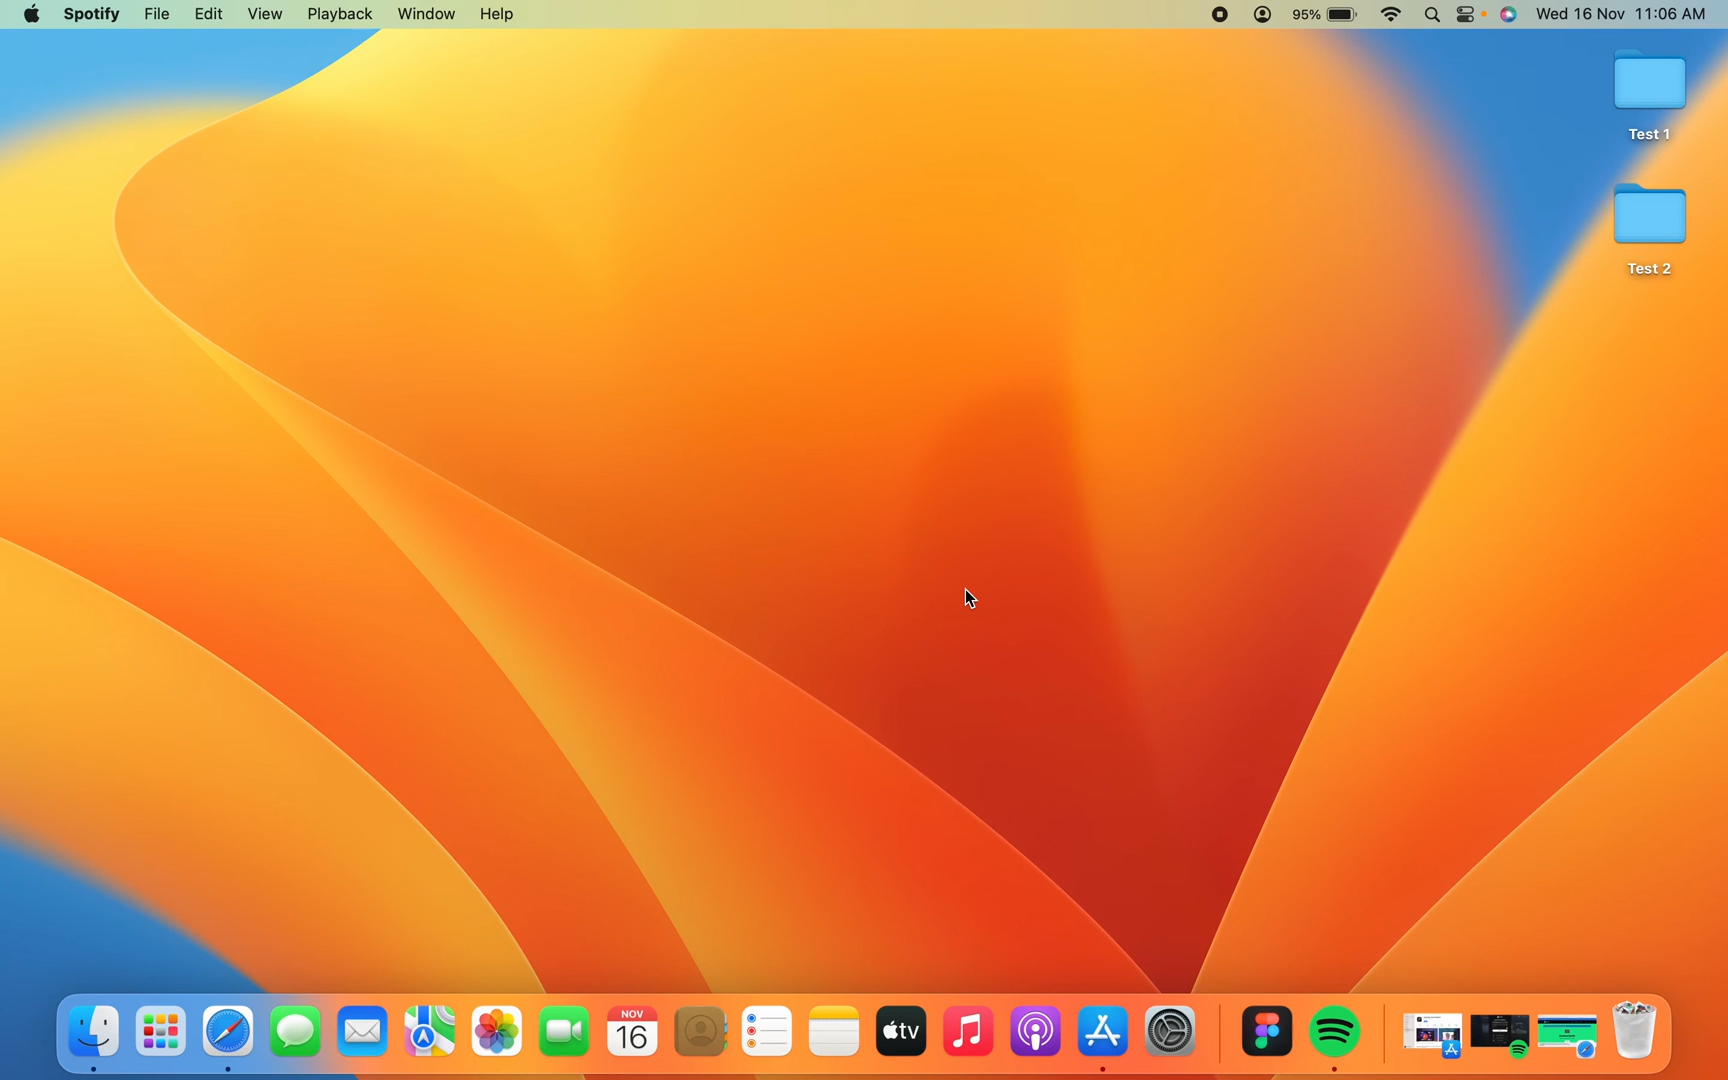 Spotify File Edit View Playback Window Help 95% Wed 16 Nov 11:06 AM
Test 1
Test 2
NOV
16
tv